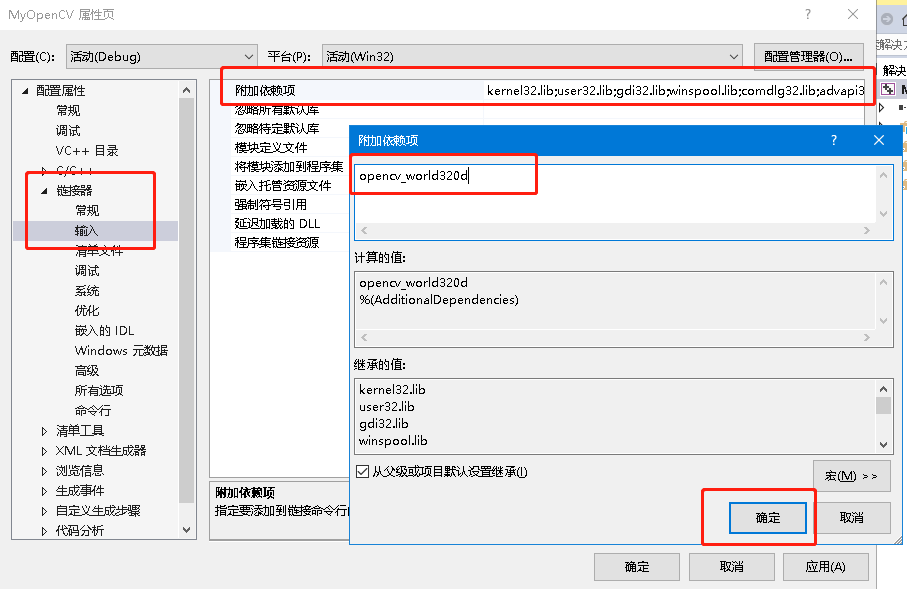 MyOpenCV 属性页
配置(C):
活动(Debug)
平台(P):
活动(Win32)
配置管理器(O)...
解决
配置属性
常规
调试
VC++ 目录
C/C++
链接器
常规
输入
清单文件
调试
系统
优化
嵌入的 IDL
Windows 元数据
高级
所有选项
命令行
清单工具
XML 文档生成器
浏览信息
生成事件
自定义生成步骤
代码分析
附加依赖项
kernel32.lib;user32.lib;gdi32.lib;winspool.lib;comdlg32.lib;advapi3
忽略所有默认库
忽略特定默认库
模块定义文件
将模块添加到程序集
嵌入托管资源文件
强制符号引用
延迟加载的 DLL
程序集链接资源
附加依赖项
指定要添加到链接命令行
附加依赖项
opencv_world320d
计算的值:
opencv_world320d
%(AdditionalDependencies)
继承的值:
kernel32.lib
user32.lib
gdi32.lib
winspool.lib
从父级或项目默认设置继承(I)
宏(M) >>
确定
取消
确定
取消
应用(A)